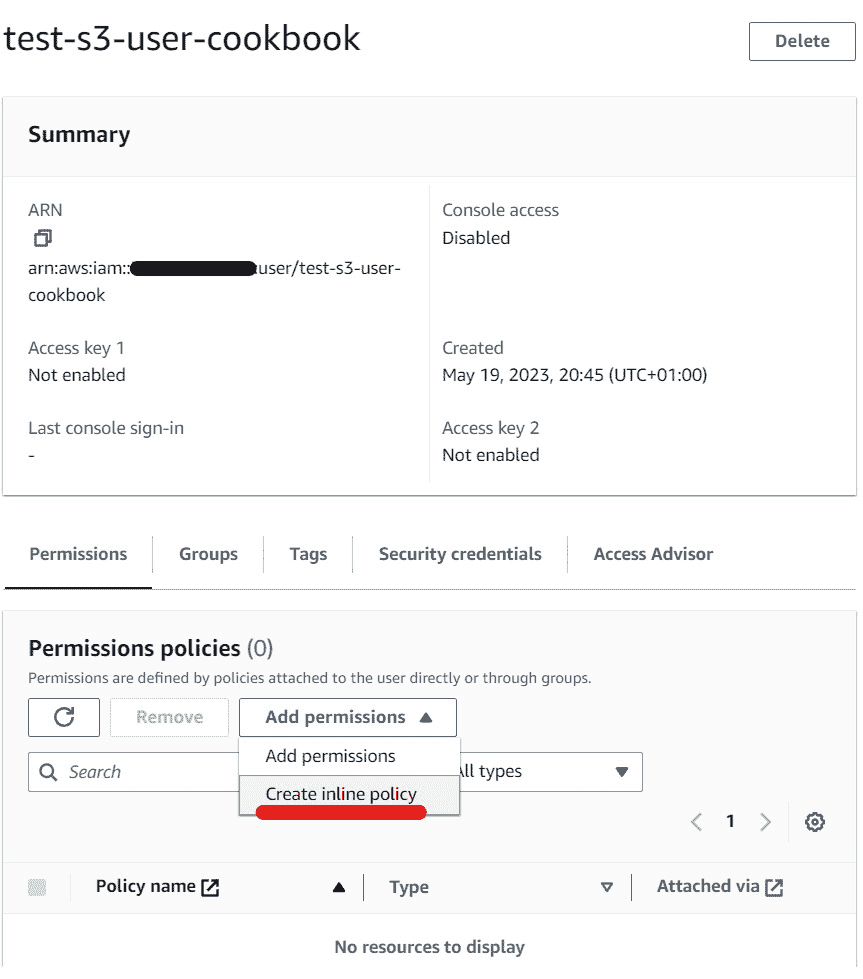 test-s3-user-cookbook
Delete
Summary
ARN
arn:aws:iam:: :user/test-s3-user-
cookbook
Console access
Disabled
Access key 1
Not enabled
Created
May 19, 2023, 20:45 (UTC+01:00)
Last console sign-in
-
Access key 2
Not enabled
Permissions
Groups
Tags
Security credentials
Access Advisor
Permissions policies (0)
Permissions are defined by policies attached to the user directly or through groups.
Remove
Add permissions
Add permissions
Search
All types
Create inline policy
1
Policy name
Type
Attached via
No resources to display